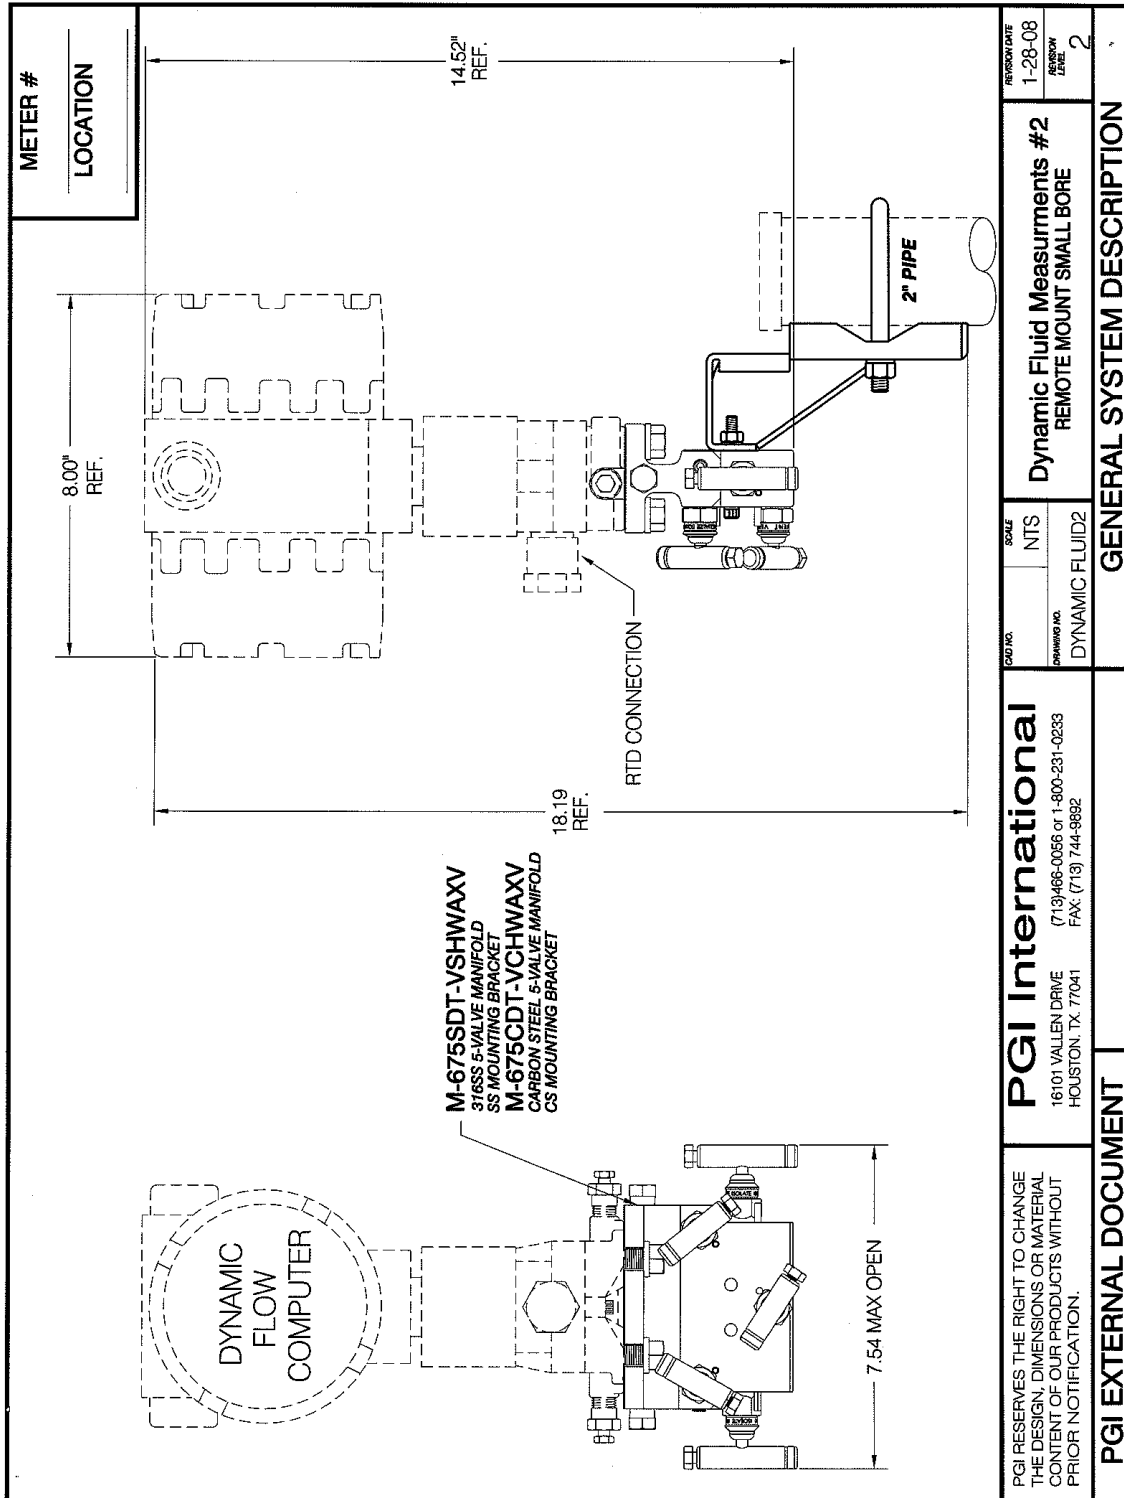 METER #
LOCATION
8.00"
REF.
14.52"
REF.
18.19
REF.
RTD CONNECTION
2" PIPE
M-675SDT-VSHWAXV
316SS 5-VALVE MANIFOLD
SS MOUNTING BRACKET
M-675CDT-VCHWAXV
CARBON STEEL 5-VALVE MANIFOLD
CS MOUNTING BRACKET
DYNAMIC
FLOW
COMPUTER
ISOLATE
ISOLATE
7.54 MAX OPEN
PGI RESERVES THE RIGHT TO CHANGE
THE DESIGN, DIMENSIONS OR MATERIAL
CONTENT OF OUR PRODUCTS WITHOUT
PRIOR NOTIFICATION.
PGI International
16101 VALLEN DRIVE
HOUSTON, TX. 77041
(713)466-0056 or 1-800-231-0233
FAX: (713) 744-9892
CAD NO.
SCALE
NTS
DRAWING NO.
DYNAMIC FLUID2
Dynamic Fluid Measurments #2
REMOTE MOUNT SMALL BORE
REVISION DATE
1-28-08
REVISION
LEVEL
2
PGI EXTERNAL DOCUMENT
GENERAL SYSTEM DESCRIPTION